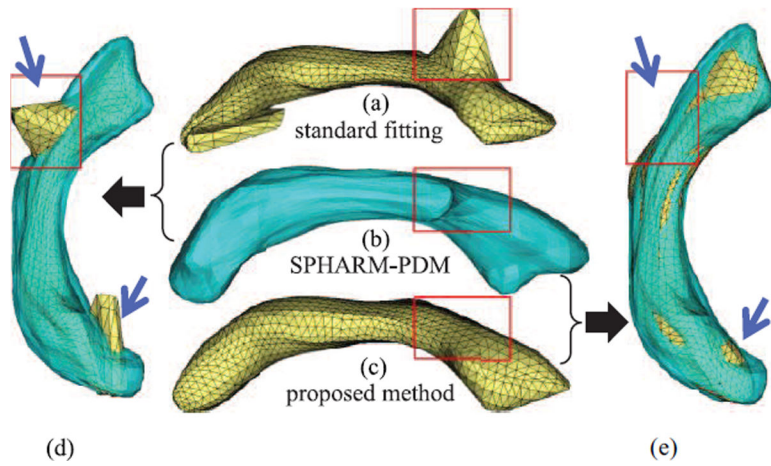 (a)
standard fitting
(b)
SPHARM-PDM
(c)
proposed method
(d)
(e)